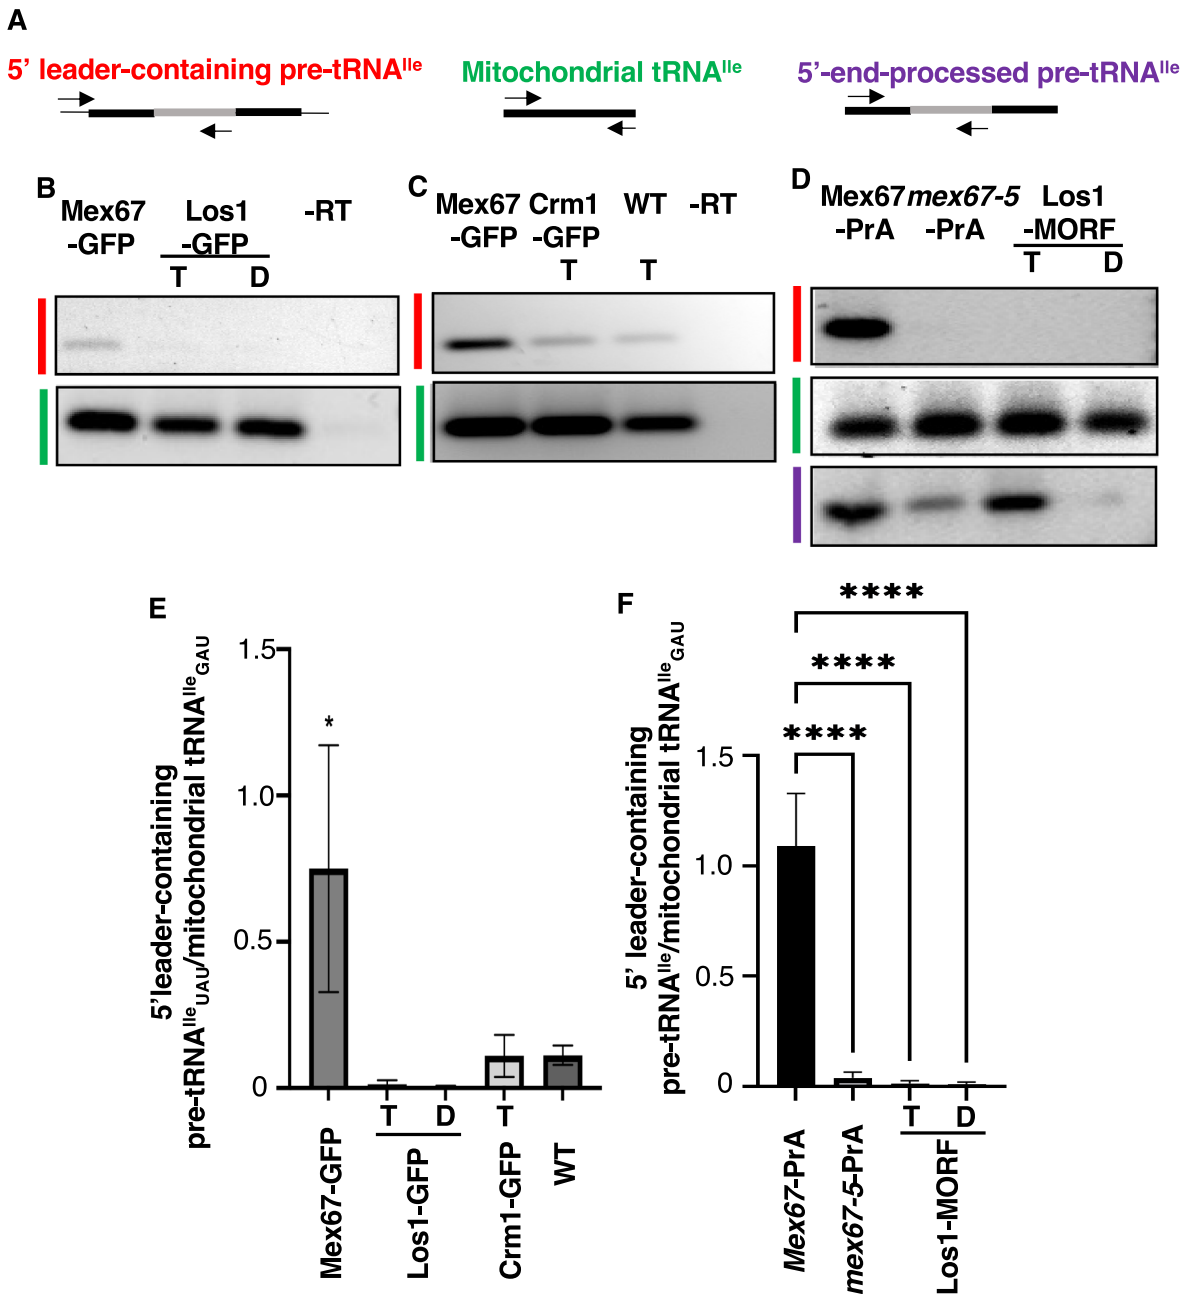 A
5’ leader-containing pre-tRNAIle
Mitochondrial tRNAIle
5’-end-processed pre-tRNAIle
B
Mex67 Los1 -RT
-GFP -GFP
T D
C
Mex67 Crm1 WT -RT
-GFP -GFP
T T
D
Mex67 mex67-5 Los1
-PrA -PrA -MORF
T D
E
5’leader-containing
pre-tRNAIleUAU/mitochondrial tRNAIleGAU
1.5
1.0
0.5
0
*
T D T
Mex67-GFP
Los1-GFP
Crm1-GFP
WT
F
5’ leader-containing
pre-tRNAIle/mitochondrial tRNAIleGAU
****
****
****
1.5
1.0
0.5
0
T D
Mex67-PrA
mex67-5-PrA
Los1-MORF